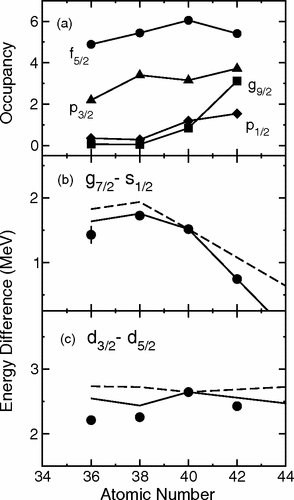 (a)
f5/2
p3/2
g9/2
p1/2
Occupancy
6
4
2
0
(b) g7/2- s1/2
2
1
(c) d3/2- d5/2
3
2
Energy Difference (MeV)
34 36 38 40 42 44
Atomic Number